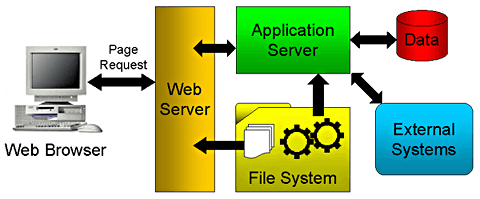 Page
Request
Web Browser
Web
Server
Application
Server
Data
File System
External
Systems